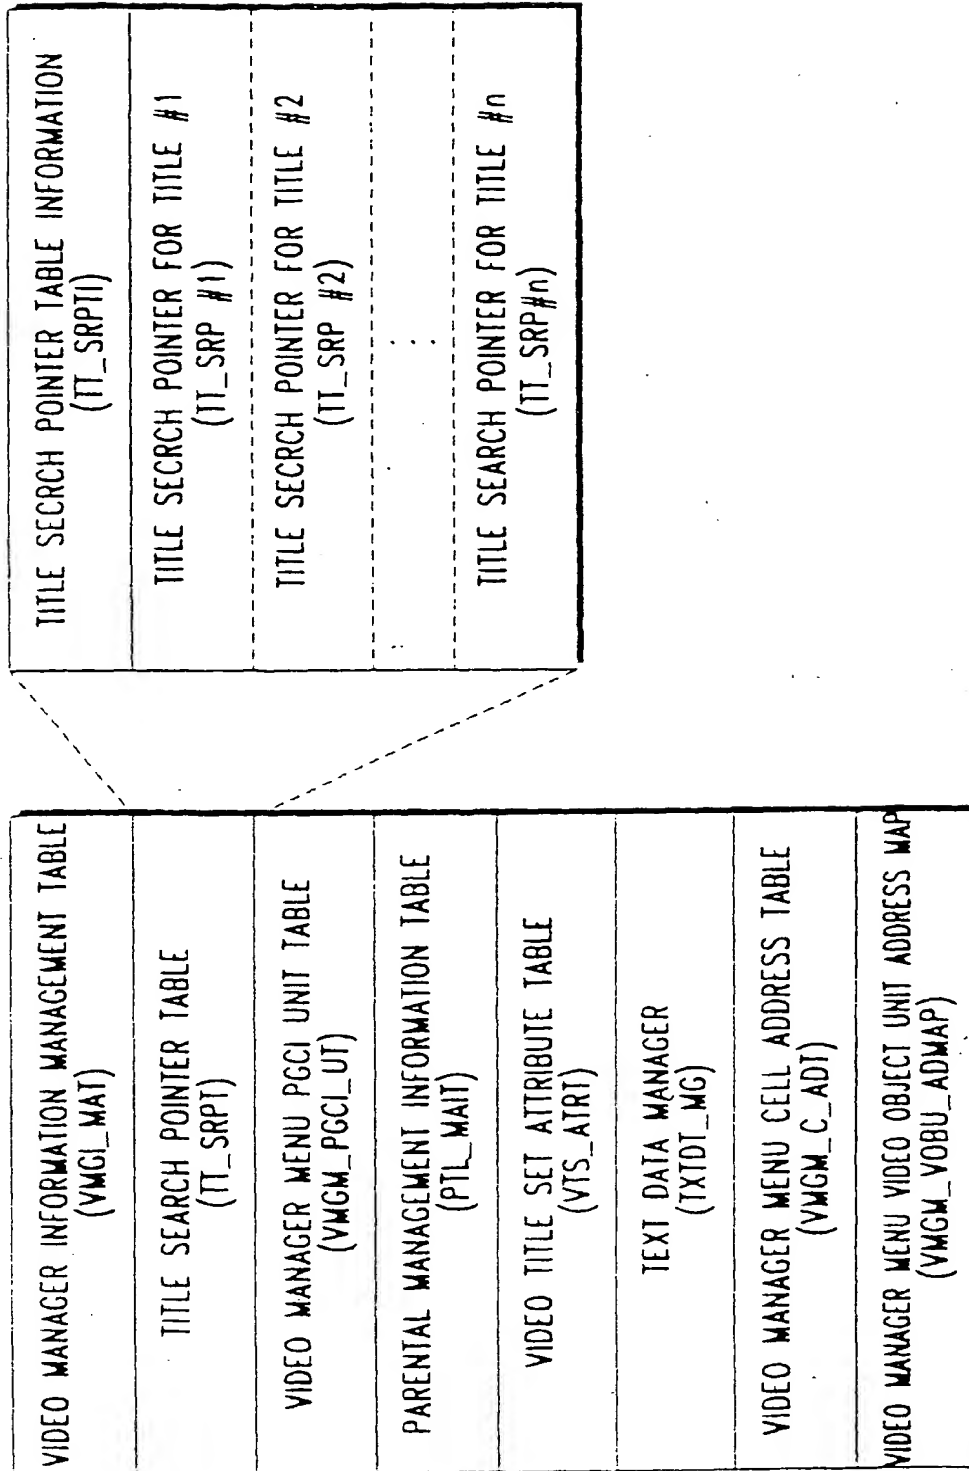 VIDEO MANAGER INFORMATION MANAGEMENT TABLE
(VMGI_MAT)
TITLE SEARCH POINTER TABLE
(TT_SRPT)
VIDEO MANAGER MENU PGCI UNIT TABLE
(VMGM_PGCI_UT)
PARENTAL MANAGEMENT INFORMATION TABLE
(PTL_MAIT)
VIDEO TITLE SET ATTRIBUTE TABLE
(VTS_ATRT)
TEXT DATA MANAGER
(TXTDT_MG)
VIDEO MANAGER MENU CELL ADDRESS TABLE
(VMGM_C_ADT)
VIDEO MANAGER MENU VIDEO OBJECT UNIT ADDRESS MAP
(VMGM_VOBU_ADMAP)
TITLE SECRCH POINTER TABLE INFORMATION
(TT_SRPTI)
TITLE SECRCH POINTER FOR TITLE #1
(TT_SRP #1)
TITLE SECRCH POINTER FOR TITLE #2
(TT_SRP #2)
. . .
TITLE SEARCH POINTER FOR TITLE #n
(TT_SRP#n)